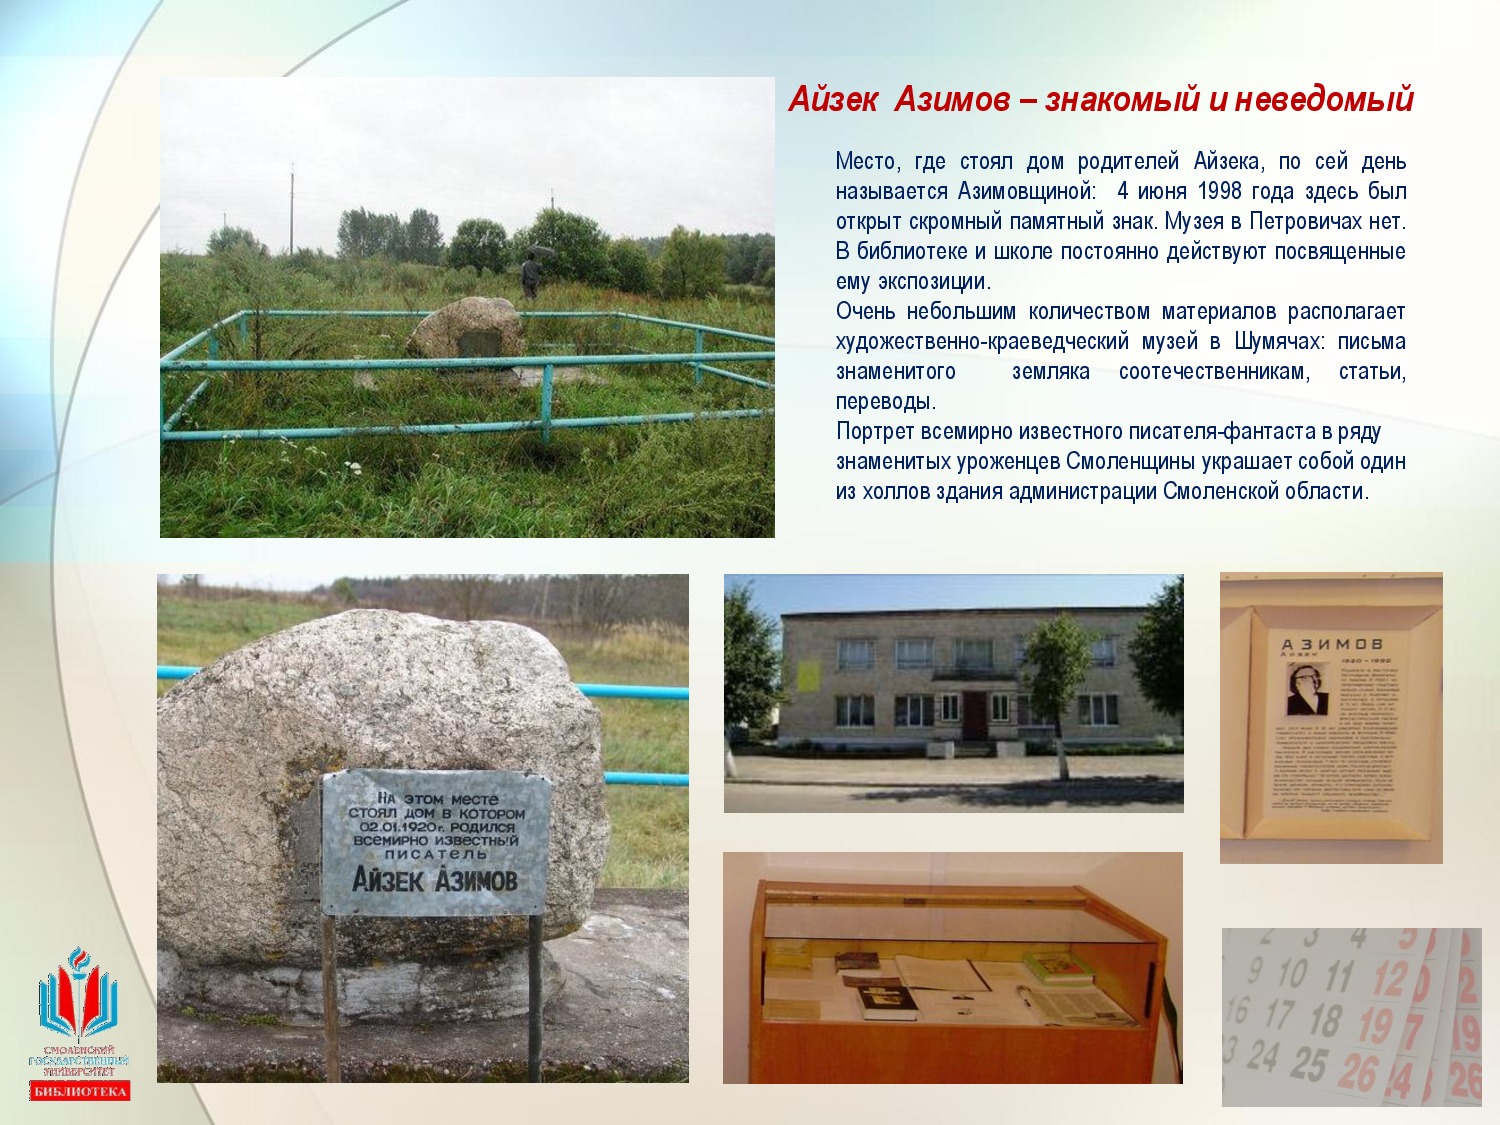 Айзек Азимов – знакомый и неведомый
Место, где стоял дом родителей Айзека, по сей день
называется Азимовщиной: 4 июня 1998 года здесь был
открыт скромный памятный знак. Музея в Петровичах нет.
В библиотеке и школе постоянно действуют посвященные
ему экспозиции.
Очень небольшим количеством материалов располагает
художественно-краеведческий музей в Шумячах: письма
знаменитого земляка соотечественникам, статьи,
переводы.
Портрет всемирно известного писателя-фантаста в ряду
знаменитых уроженцев Смоленщины украшает собой один
из холлов здания администрации Смоленской области.
На этом месте
стоял дом в котором
02.01.1920г. родился
всемирно известный
писатель
Айзек Азимов
АЗИМОВ
Айзек
1920 - 1992
2 3 4 5
9 10 11 12
16 17 18 19
24 25 26
СМОЛЕНСКИЙ
ГОСУДАРСТВЕННЫЙ
УНИВЕРСИТЕТ
БИБЛИОТЕКА